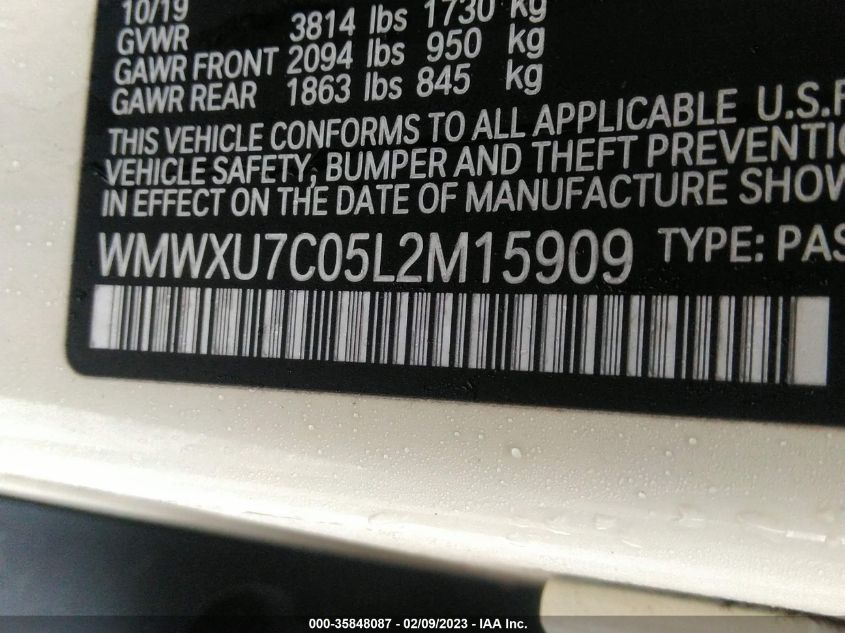 10/19
GVWR 3814 lbs 1730 kg
GAWR FRONT 2094 lbs 950 kg
GAWR REAR 1863 lbs 845 kg
THIS VEHICLE CONFORMS TO ALL APPLICABLE U.S.F
VEHICLE SAFETY, BUMPER AND THEFT PREVENTIO
IN EFFECT ON THE DATE OF MANUFACTURE SHOW
WMWXU7C05L2M15909 TYPE: PAS
000-35848087 - 02/09/2023 - IAA Inc.